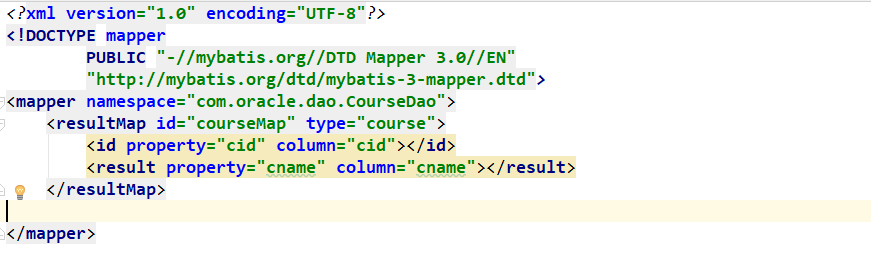 <?xml version="1.0" encoding="UTF-8"?>
<!DOCTYPE mapper
        PUBLIC "-//mybatis.org//DTD Mapper 3.0//EN"
        "http://mybatis.org/dtd/mybatis-3-mapper.dtd">
<mapper namespace="com.oracle.dao.CourseDao">
    <resultMap id="courseMap" type="course">
        <id property="cid" column="cid"></id>
        <result property="cname" column="cname"></result>
    </resultMap>
</mapper>